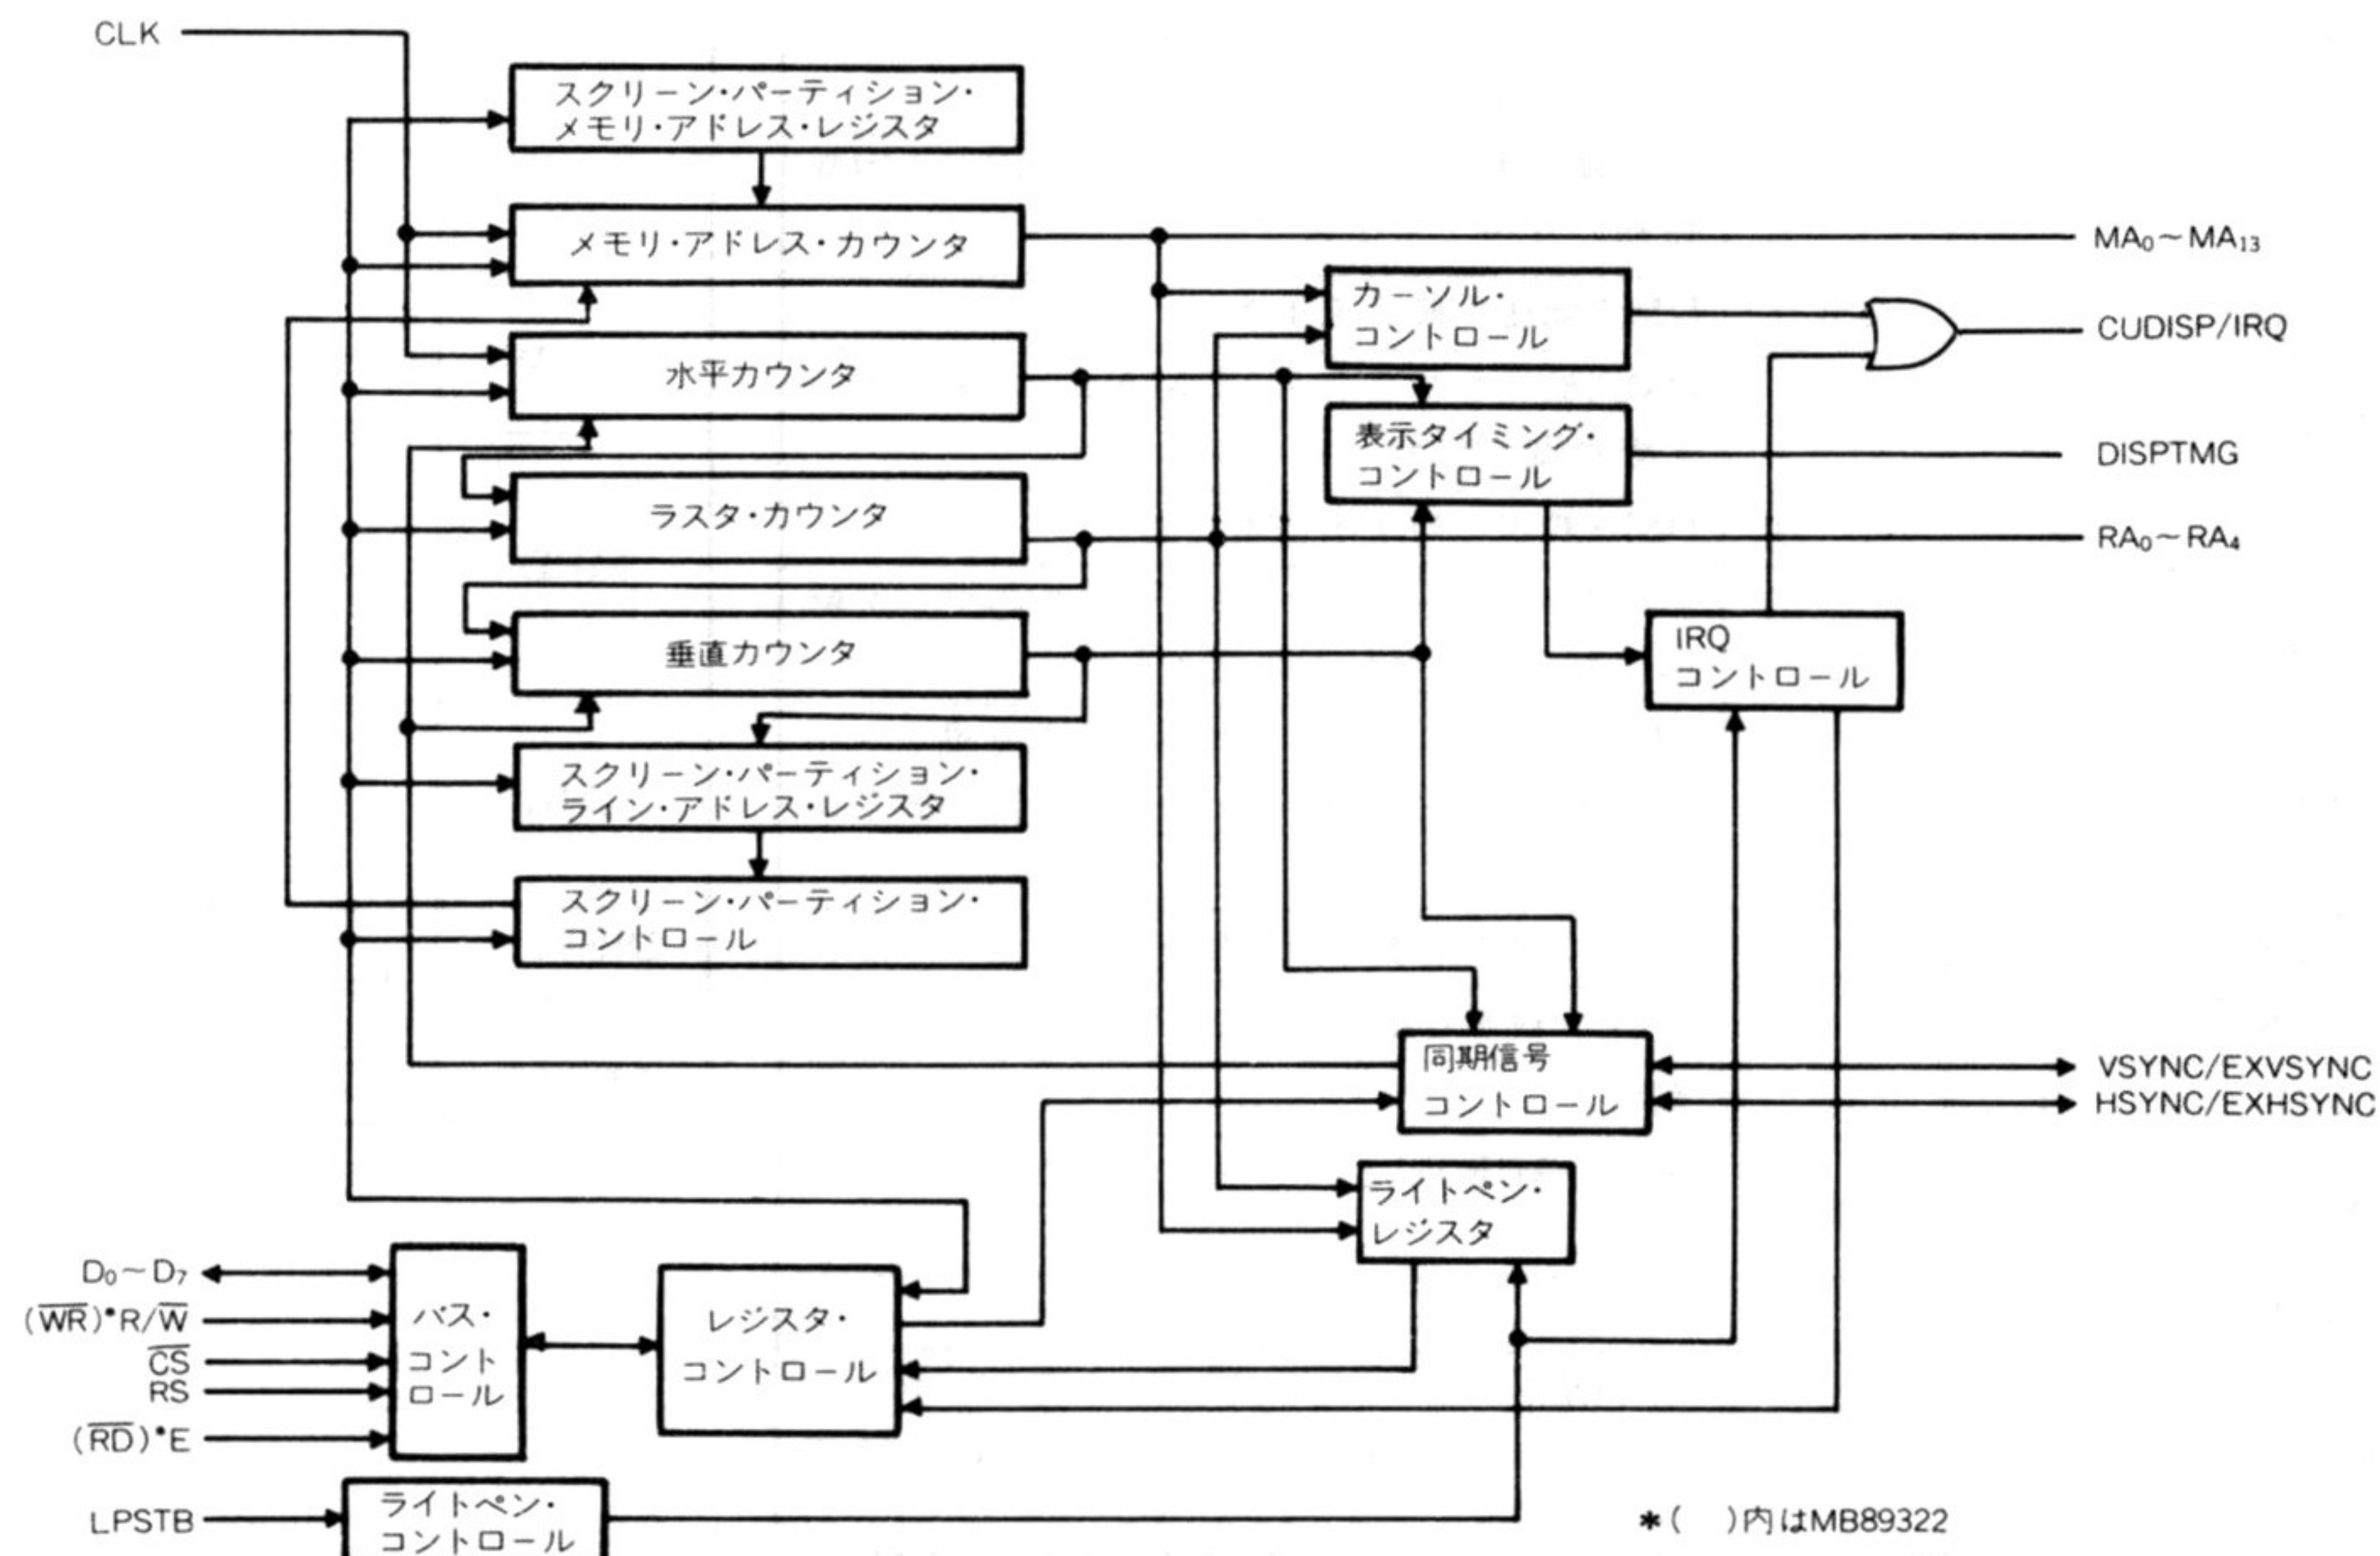 CLK
スクリーン・パーティション・
メモリ・アドレス・レジスタ
メモリ・アドレス・カウンタ
MA₀～MA₁₃
カーソル・
コントロール
CUDISP/IRQ
水平カウンタ
表示タイミング・
コントロール
DISPTMG
ラスタ・カウンタ
RA₀～RA₄
垂直カウンタ
IRQ
コントロール
スクリーン・パーティション・
ライン・アドレス・レジスタ
スクリーン・パーティション・
コントロール
同期信号
コントロール
VSYNC/EXVSYNC
HSYNC/EXHSYNC
ライトペン・
レジスタ
D₀～D₇
(W̅R̅)*R/W̅
C̅S̅
RS
(R̅D̅)*E
バス・
コント
ロール
レジスタ・
コントロール
LPSTB
ライトペン・
コントロール
*(　)内はMB89322